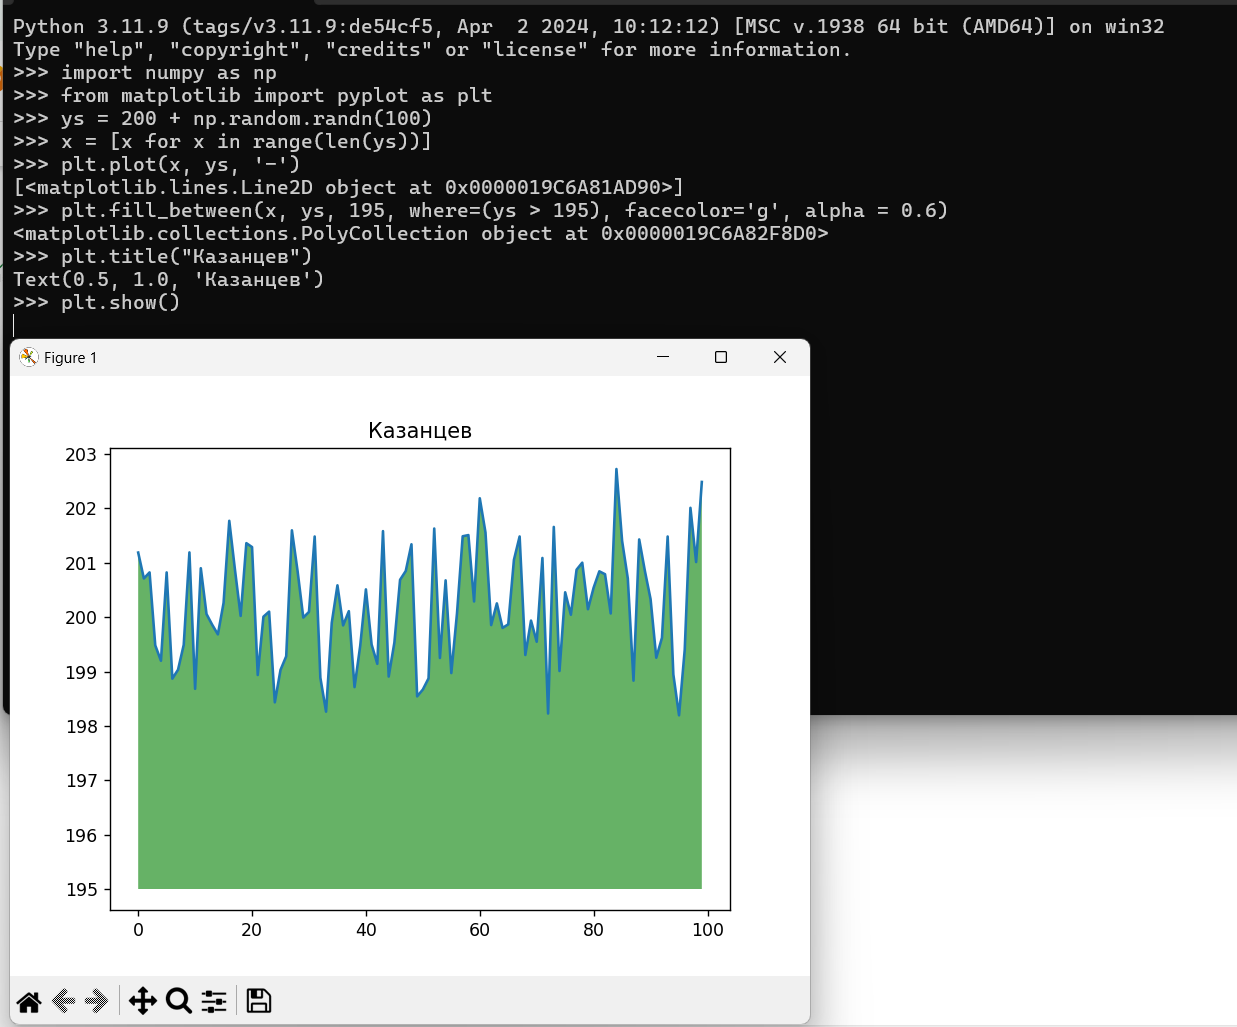 Python 3.11.9 (tags/v3.11.9:de54cf5, Apr  2 2024, 10:12:12) [MSC v.1938 64 bit (AMD64)] on win32
Type "help", "copyright", "credits" or "license" for more information.
>>> import numpy as np
>>> from matplotlib import pyplot as plt
>>> ys = 200 + np.random.randn(100)
>>> x = [x for x in range(len(ys))]
>>> plt.plot(x, ys, '-')
[<matplotlib.lines.Line2D object at 0x0000019C6A81AD90>]
>>> plt.fill_between(x, ys, 195, where=(ys > 195), facecolor='g', alpha = 0.6)
<matplotlib.collections.PolyCollection object at 0x0000019C6A82F8D0>
>>> plt.title("Казанцев")
Text(0.5, 1.0, 'Казанцев')
>>> plt.show()
Figure 1
Казанцев
203
202
201
200
199
198
197
196
195
0 20 40 60 80 100